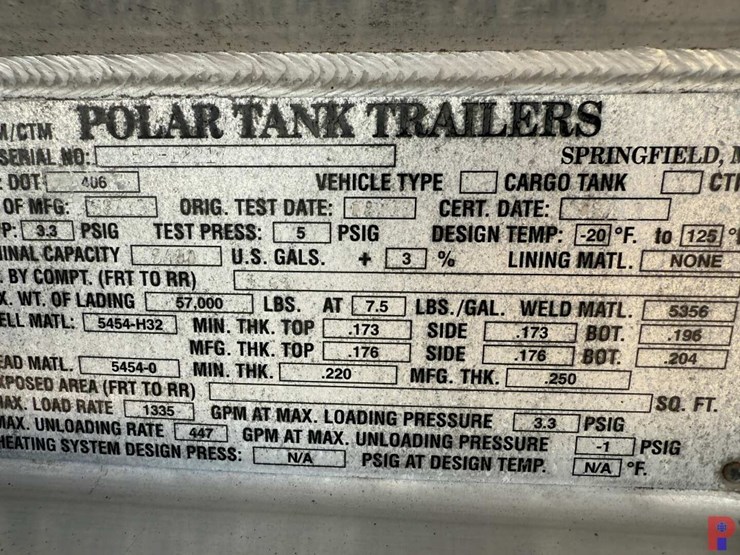 M/CTM POLAR TANK TRAILERS
SERIAL NO: SPRINGFIELD, M
DOT 406 VEHICLE TYPE CARGO TANK CT
OF MFG: ORIG. TEST DATE: CERT. DATE:
P: 3.3 PSIG TEST PRESS: 5 PSIG DESIGN TEMP: -20 °F. to 125 °
INAL CAPACITY U.S. GALS. + 3 % LINING MATL. NONE
. BY COMPT. (FRT TO RR)
X. WT. OF LADING 57,000 LBS. AT 7.5 LBS./GAL. WELD MATL. 5356
ELL MATL: 5454-H32 MIN. THK. TOP .173 SIDE .173 BOT. .196
MFG. THK. TOP .176 SIDE .176 BOT. .204
EAD MATL. 5454-0 MIN. THK. .220 MFG. THK. .250
XPOSED AREA (FRT TO RR) SQ. FT.
MAX. LOAD RATE 1335 GPM AT MAX. LOADING PRESSURE 3.3 PSIG
MAX. UNLOADING RATE 447 GPM AT MAX. UNLOADING PRESSURE -1 PSIG
HEATING SYSTEM DESIGN PRESS: N/A PSIG AT DESIGN TEMP. N/A °F.